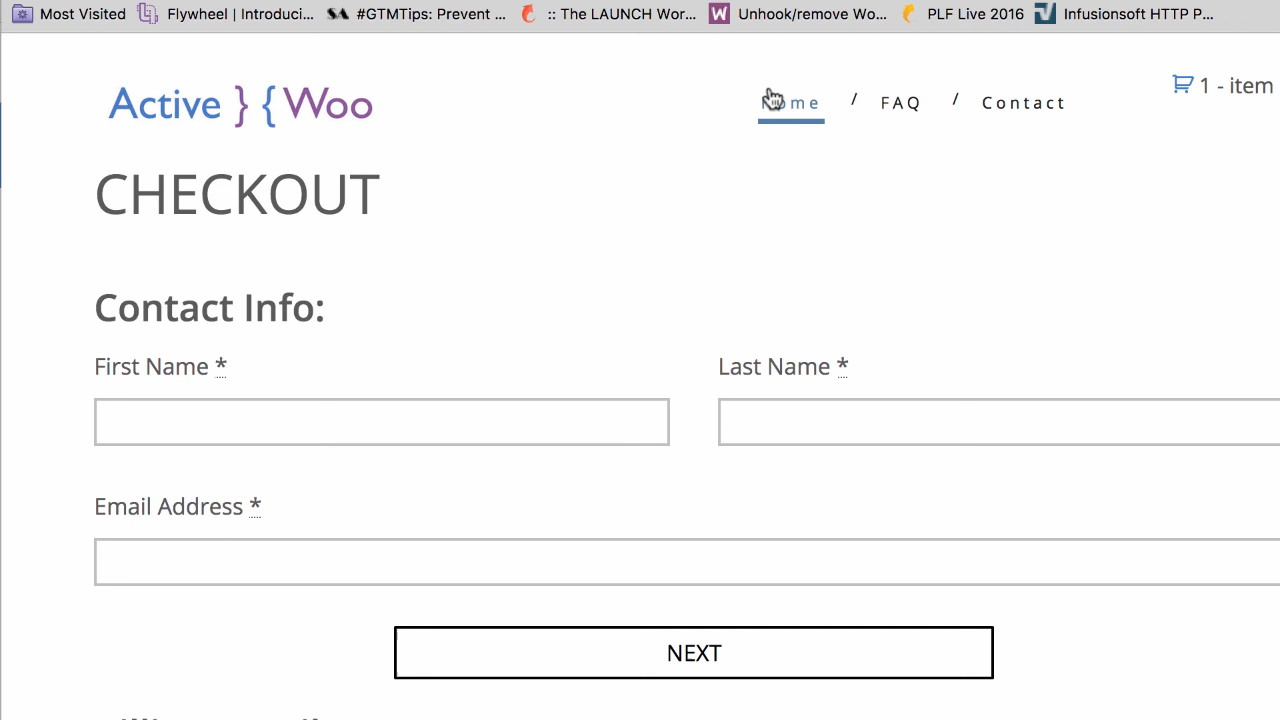 Most Visited Flywheel | Introduci... #GTMTips: Prevent ... :: The LAUNCH Wor... Unhook/remove Wo... PLF Live 2016 Infusionsoft HTTP P...
1 - item
Active } { Woo Home / FAQ / Contact
CHECKOUT
Contact Info:
First Name * Last Name *
Email Address *
NEXT